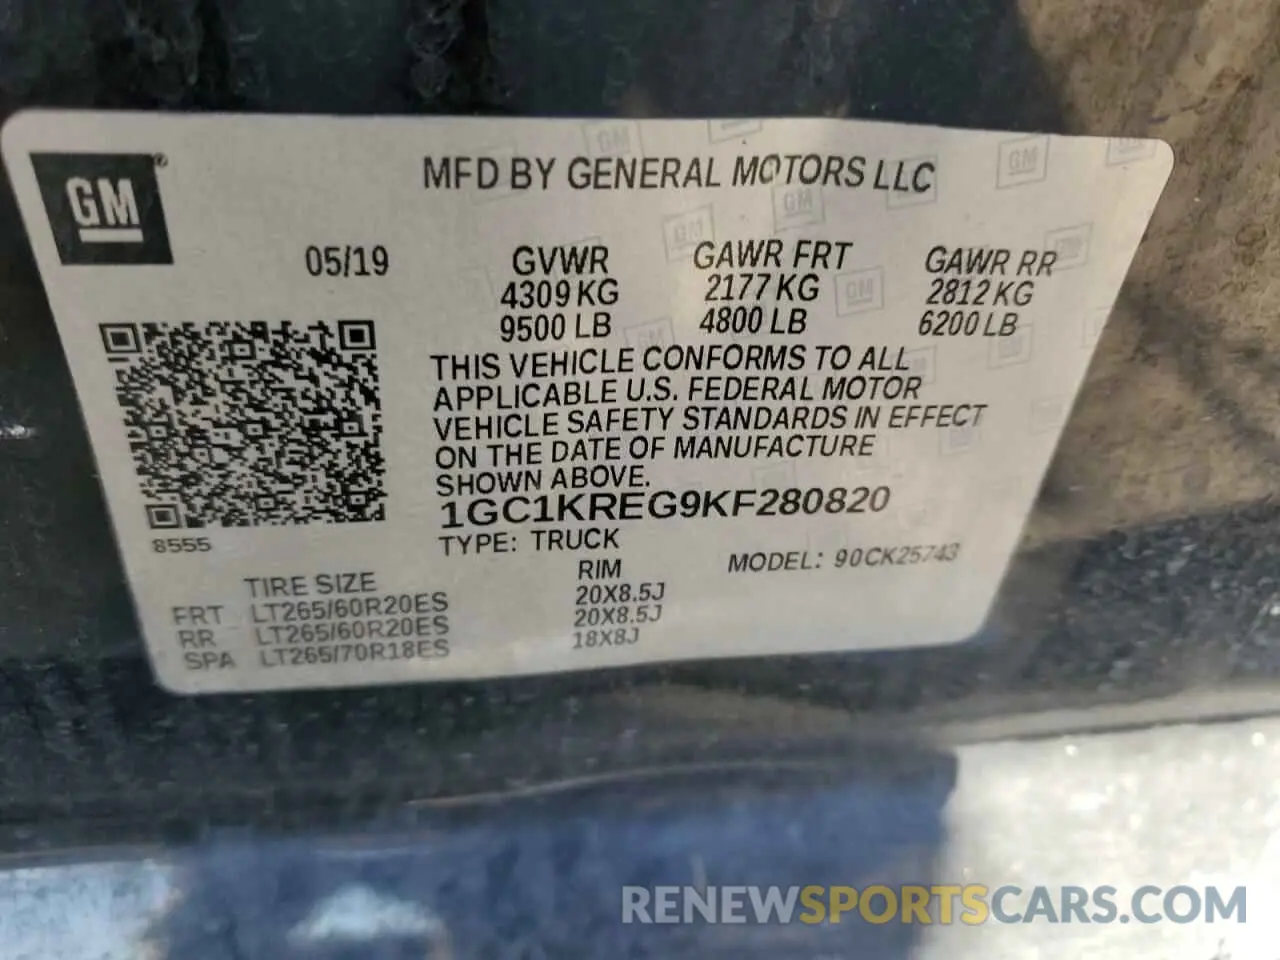 GM®
MFD BY GENERAL MOTORS LLC
05/19 GVWR GAWR FRT GAWR RR
4309 KG 2177 KG 2812 KG
9500 LB 4800 LB 6200 LB
THIS VEHICLE CONFORMS TO ALL
APPLICABLE U.S. FEDERAL MOTOR
VEHICLE SAFETY STANDARDS IN EFFECT
ON THE DATE OF MANUFACTURE
SHOWN ABOVE.
1GC1KREG9KF280820
8555
TYPE: TRUCK
MODEL: 90CK25743
TIRE SIZE RIM
FRT LT265/60R20ES 20X8.5J
RR LT265/60R20ES 20X8.5J
SPA LT265/70R18ES 18X8J
RENEWSPORTSCARS.COM